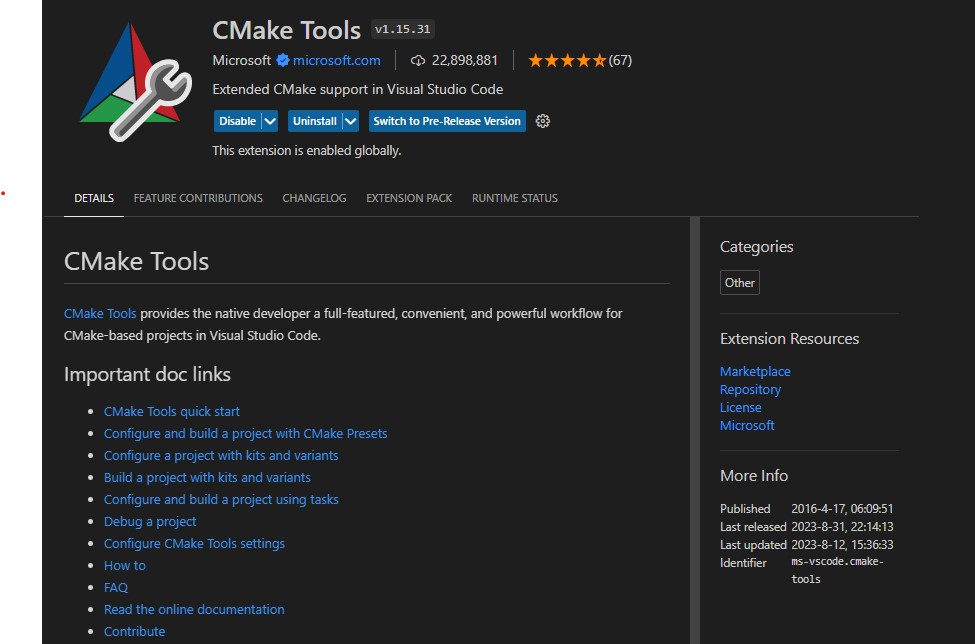 CMake Tools v1.15.31
Microsoft microsoft.com 22,898,881 (67)
Extended CMake support in Visual Studio Code
Disable Uninstall Switch to Pre-Release Version
This extension is enabled globally.
DETAILS FEATURE CONTRIBUTIONS CHANGELOG EXTENSION PACK RUNTIME STATUS
CMake Tools
CMake Tools provides the native developer a full-featured, convenient, and powerful workflow for
CMake-based projects in Visual Studio Code.
Important doc links
• CMake Tools quick start
• Configure and build a project with CMake Presets
• Configure a project with kits and variants
• Build a project with kits and variants
• Configure and build a project using tasks
• Debug a project
• Configure CMake Tools settings
• How to
• FAQ
• Read the online documentation
• Contribute
Categories
Other
Extension Resources
Marketplace
Repository
License
Microsoft
More Info
Published 2016-4-17, 06:09:51
Last released 2023-8-31, 22:14:13
Last updated 2023-8-12, 15:36:33
Identifier ms-vscode.cmake-
tools